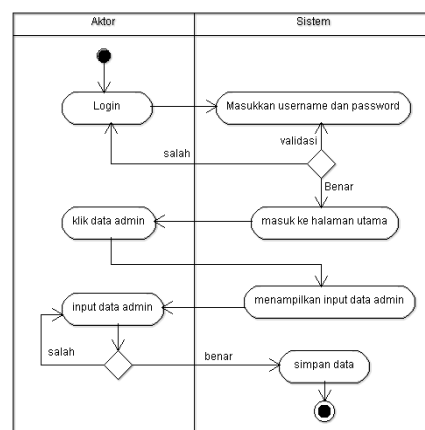 Aktor
Sistem
Login
Masukkan username dan password
validasi
salah
Benar
klik data admin
masuk ke halaman utama
input data admin
menampilkan input data admin
salah
benar
simpan data